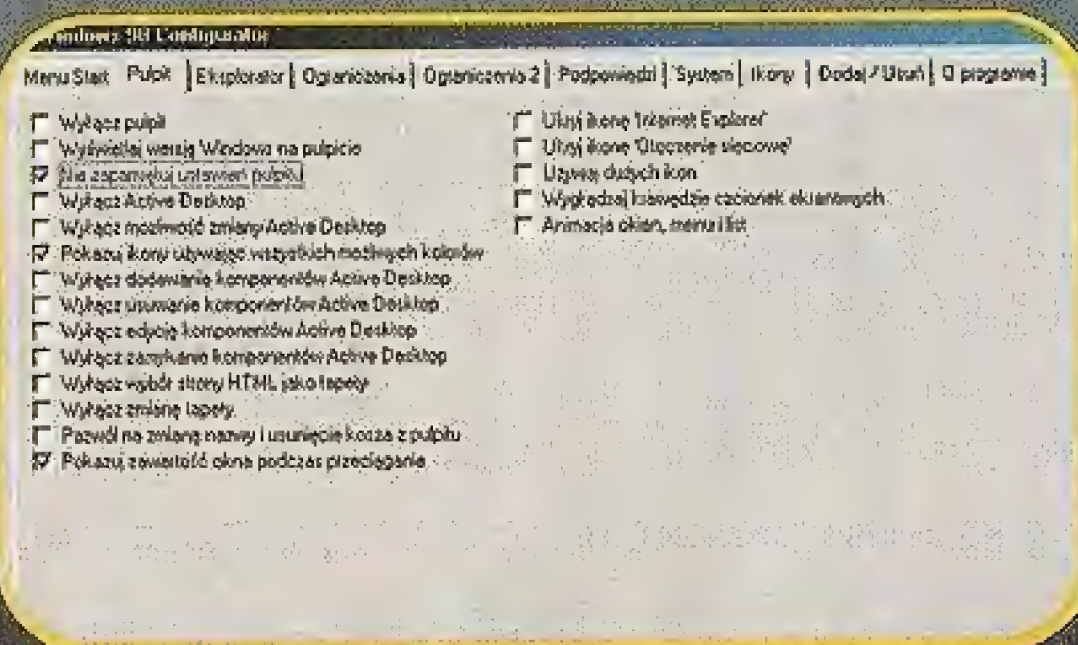 Windows 98 Configurator
Menu Start Pulpit Eksplorator Ograniczenia Ograniczenia 2 Podpowiedzi System Ikony Dodaj / Usuń O programie
Wyłącz pulpit
Wyświetlaj wersję Windows na pulpicie
Nie zapamiętuj ustawień pulpitu
Wyłącz Active Desktop
Wyłącz możliwość zmiany Active Desktop
Pokazuj ikony używając wszystkich możliwych kolorów
Wyłącz dodawanie komponentów Active Desktop
Wyłącz usuwanie komponentów Active Desktop
Wyłącz edycję komponentów Active Desktop
Wyłącz zamykanie komponentów Active Desktop
Wyłącz wybór strony HTML jako tapety
Wyłącz zmianę tapety
Pozwól na zmianę nazwy i usunięcie kosza z pulpitu
Pokazuj zawartość okna podczas przeciągania
Ukryj ikonę 'Internet Explorer'
Ukryj ikonę 'Otoczenie sieciowe'
Używaj dużych ikon
Wygładzaj krawędzie czcionek ekranowych
Animacja okien, menu i list